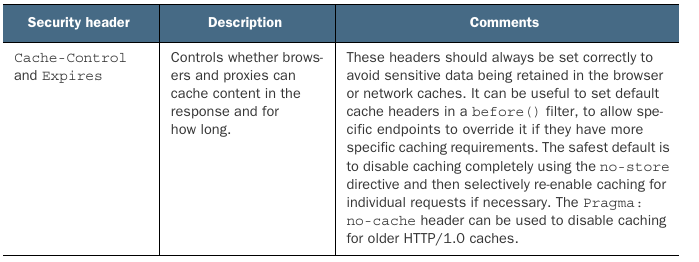 Security header
Description
Comments
Cache-Control
and Expires
Controls whether brows-
ers and proxies can
cache content in the
response and for
how long.
These headers should always be set correctly to
avoid sensitive data being retained in the browser
or network caches. It can be useful to set default
cache headers in a before() filter, to allow spe-
cific endpoints to override it if they have more
specific caching requirements. The safest default is
to disable caching completely using the no-store
directive and then selectively re-enable caching for
individual requests if necessary. The Pragma:
no-cache header can be used to disable caching
for older HTTP/1.0 caches.